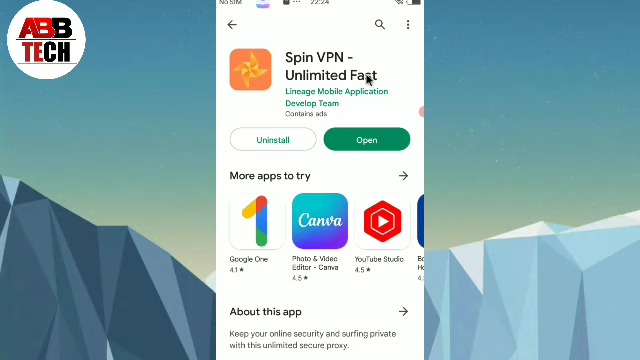 ABB
TECH
No SIM
22:24
Spin VPN -
Unlimited Fast
Lineage Mobile Application
Develop Team
Contains ads
Uninstall
Open
More apps to try
Canva
Google One
4.1★
Photo & Video
Editor - Canva
4.5★
YouTube Studio
4.5★
About this app
Keep your online security and surfing private
with this unlimited secure proxy.